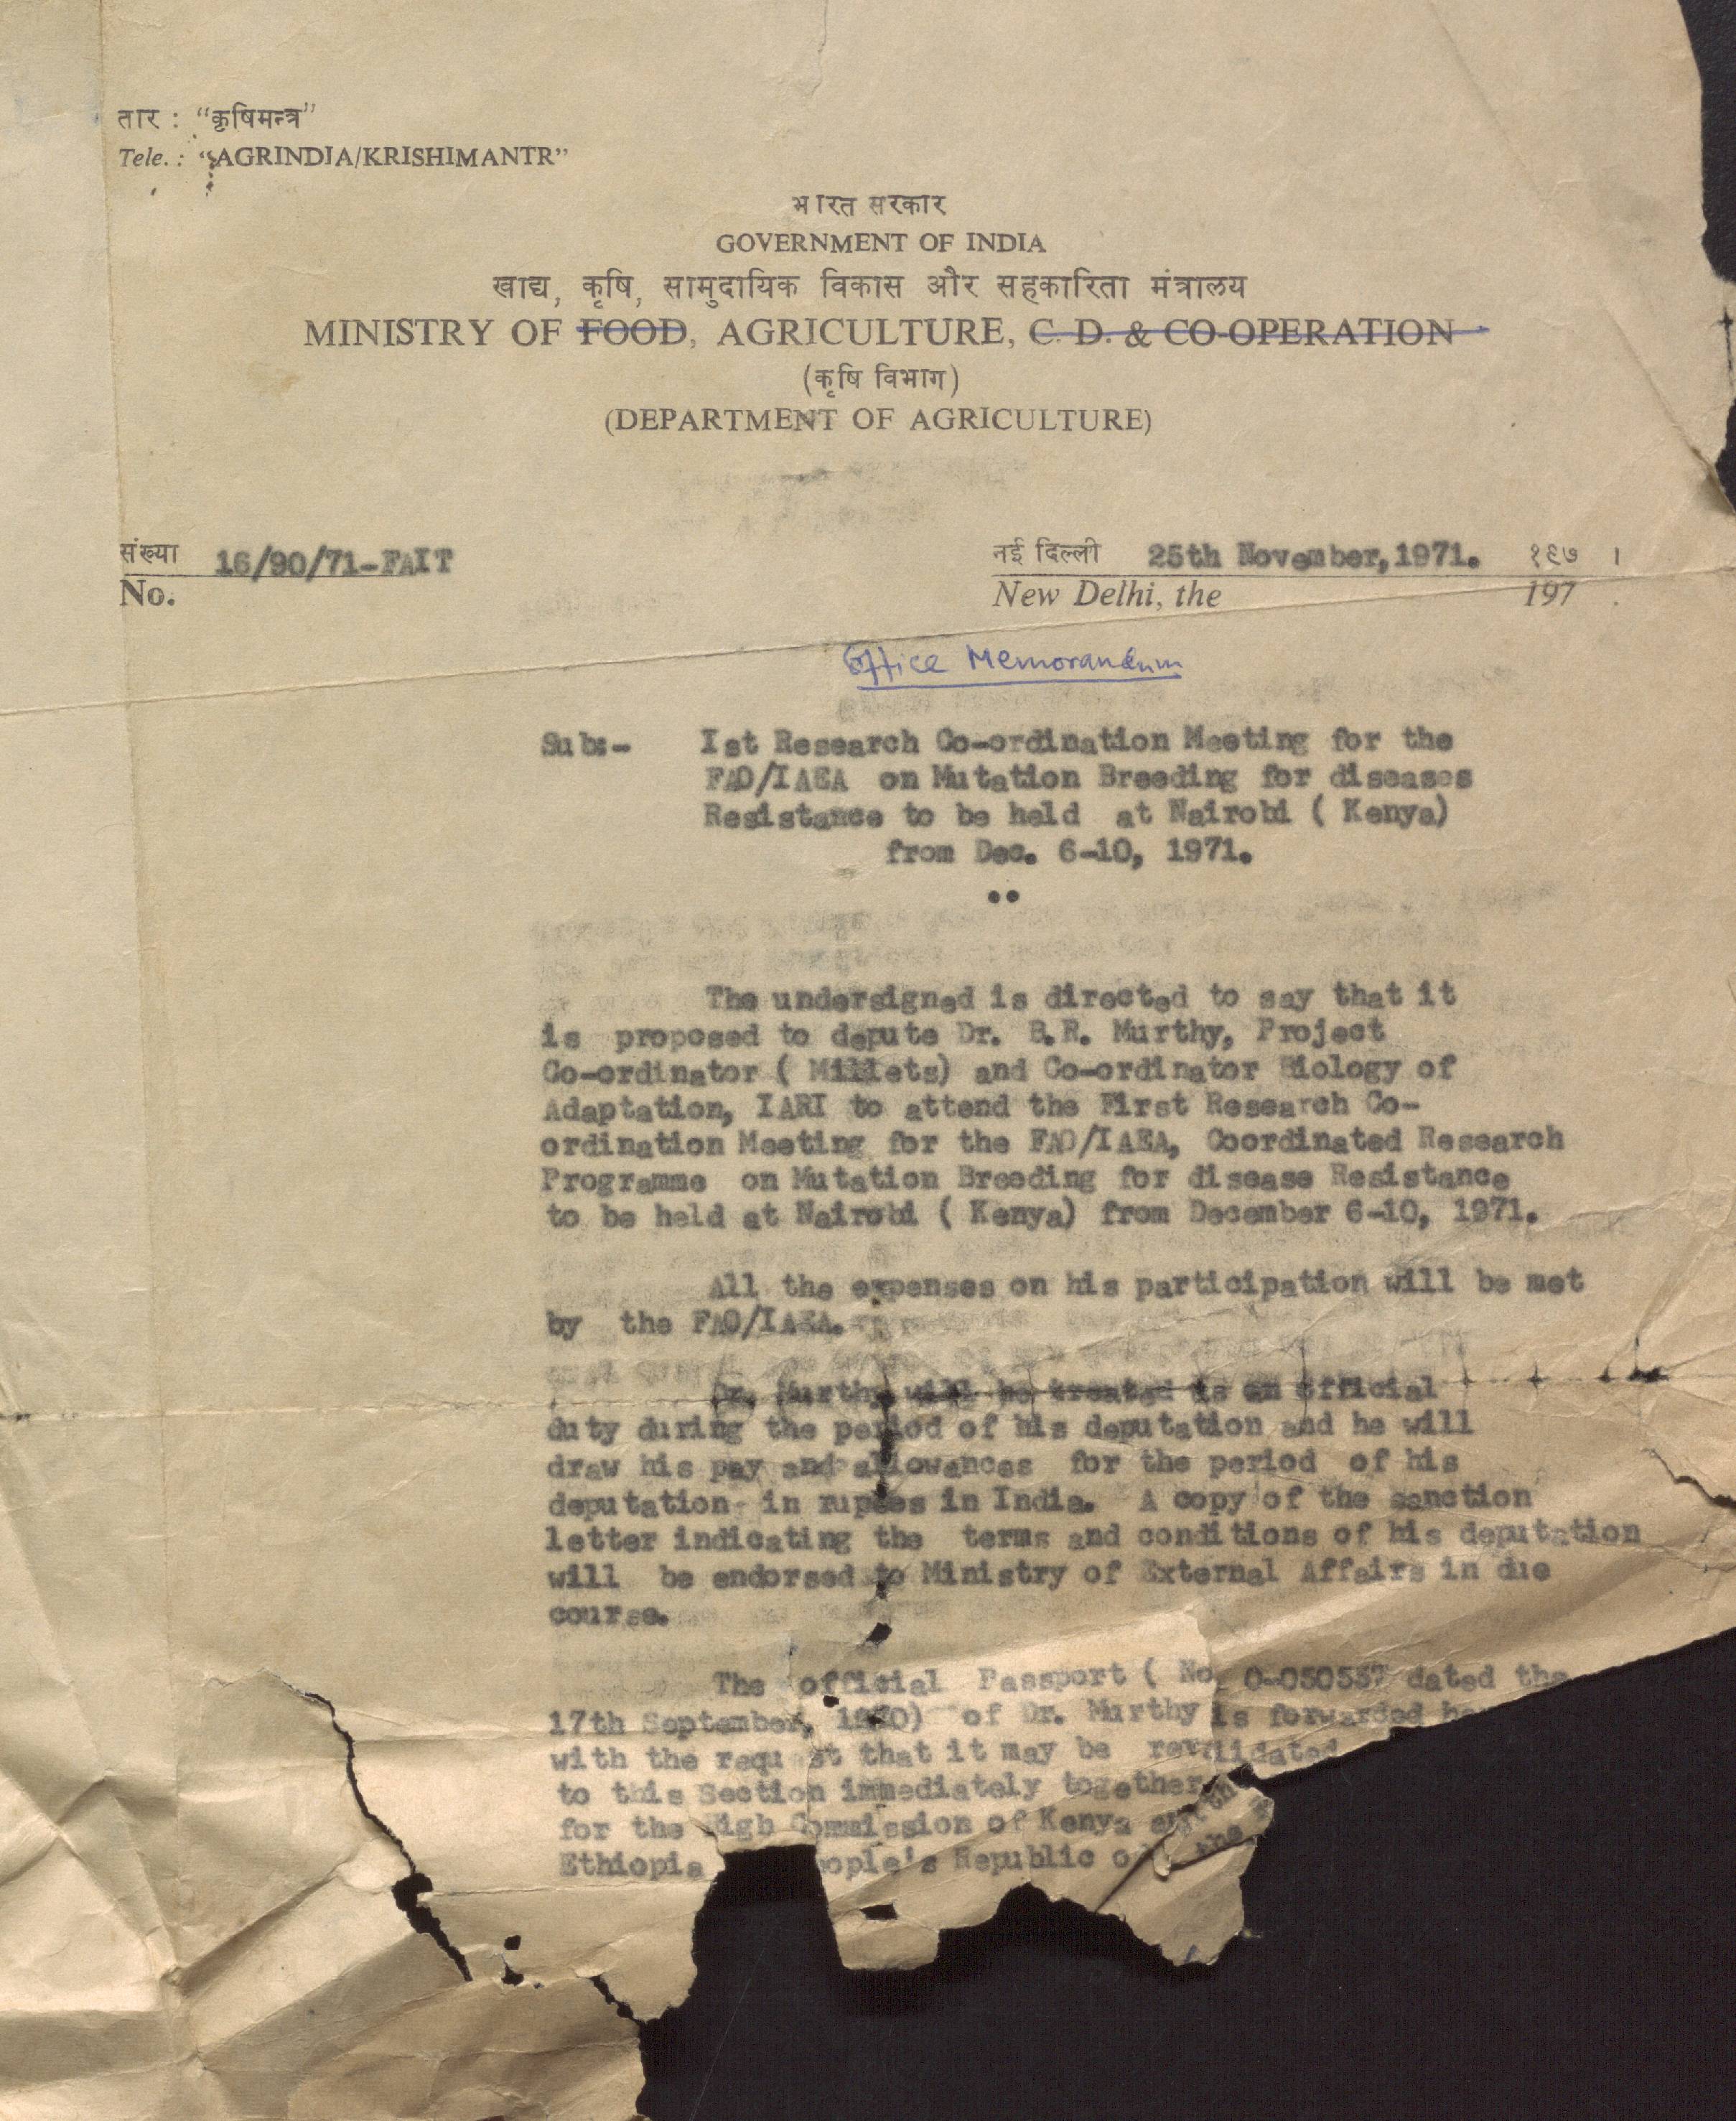 तार : “कृषिमन्त्र”
Tele. : “AGRINDIA/KRISHIMANTR”
भारत सरकार
GOVERNMENT OF INDIA
खाद्य, कृषि, सामुदायिक विकास और सहकारिता मंत्रालय
MINISTRY OF FOOD, AGRICULTURE, C. D. & CO-OPERATION
(कृषि विभाग)
(DEPARTMENT OF AGRICULTURE)
संख्या 16/90/71-FAIT
No.
नई दिल्ली 25th November,1971. १९७ ।
New Delhi, the 197 .
Office Memorandum
Sub:- Ist Research Co-ordination Meeting for the
FAO/IAEA on Mutation Breeding for diseases
Resistance to be held at Nairobi ( Kenya)
from Dec. 6-10, 1971.
..
The undersigned is directed to say that it
is proposed to depute Dr. B.R. Murthy, Project
Co-ordinator ( Millets) and Co-ordinator Biology of
Adaptation, IARI to attend the First Research Co-
ordination Meeting for the FAO/IAEA, Coordinated Research
Programme on Mutation Breeding for disease Resistance
to be held at Nairobi ( Kenya) from December 6-10, 1971.
All the expenses on his participation will be met
by the FAO/IAEA.
Dr. Murthy will be treated is an official
duty during the period of his deputation and he will
draw his pay and allowances for the period of his
deputation in rupees in India. A copy of the sanction
letter indicating the terms and conditions of his deputation
will be endorsed to Ministry of External Affairs in due
course.
The official Passport ( No. dated the
17th September, of Dr. Murthy is forwarded
with the request that it may be revalidated
to this Section immediately together
for the High Commission of Kenya
Ethiopia Republic